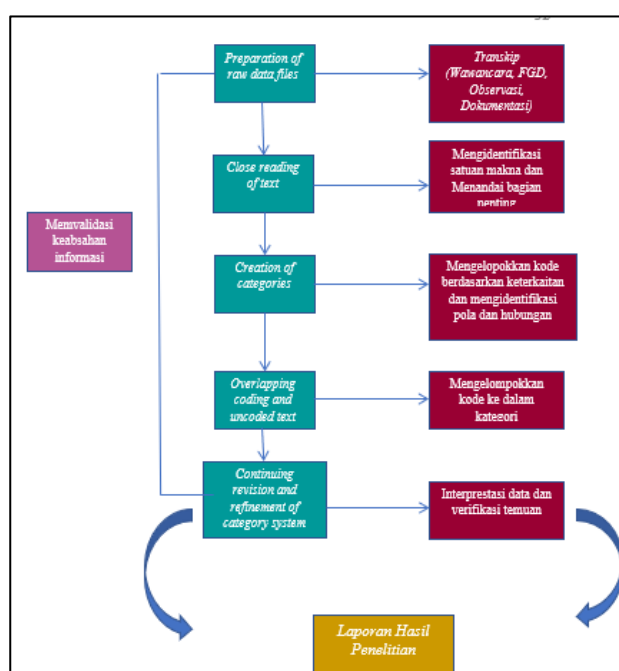 Preparation of
raw data files
Transkip
(Wawancara, FGD,
Observasi,
Dokumentasi)
Close reading
of text
Mengidentifikasi
satuan makna dan
Menandai bagian
penting
Memvalidasi
keabsahan
informasi
Creation of
categories
Mengelopokkan kode
berdasarkan keterkaitan
dan mengidentifikasi
pola dan hubungan
Overlapping
coding and
uncoded text
Mengelompokkan
kode ke dalam
kategori
Continuing
revision and
refinement of
category system
Interprestasi data dan
verifikasi temuan
Laporan Hasil
Penelitian